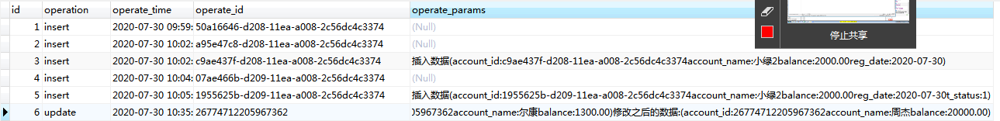 id operation operate_time operate_id operate_params
1 insert 2020-07-30 09:59: 50a16646-d208-11ea-a008-2c56dc4c3374 (Null)
2 insert 2020-07-30 10:02: a95e47c8-d208-11ea-a008-2c56dc4c3374 (Null)
3 insert 2020-07-30 10:02: c9ae437f-d208-11ea-a008-2c56dc4c3374 插入数据(account_id:c9ae437f-d208-11ea-a008-2c56dc4c3374account_name:小绿2balance:2000.00reg_date:2020-07-30)
4 insert 2020-07-30 10:04: 07ae466b-d209-11ea-a008-2c56dc4c3374 (Null)
5 insert 2020-07-30 10:05: 1955625b-d209-11ea-a008-2c56dc4c3374 插入数据(account_id:1955625b-d209-11ea-a008-2c56dc4c3374account_name:小绿2balance:2000.00reg_date:2020-07-30t_status:1)
6 update 2020-07-30 10:35: 26774712205967362 05967362account_name:尔康balance:1300.00)修改之后的数据:(account_id:26774712205967362account_name:周杰balance:20000.00)
停止共享